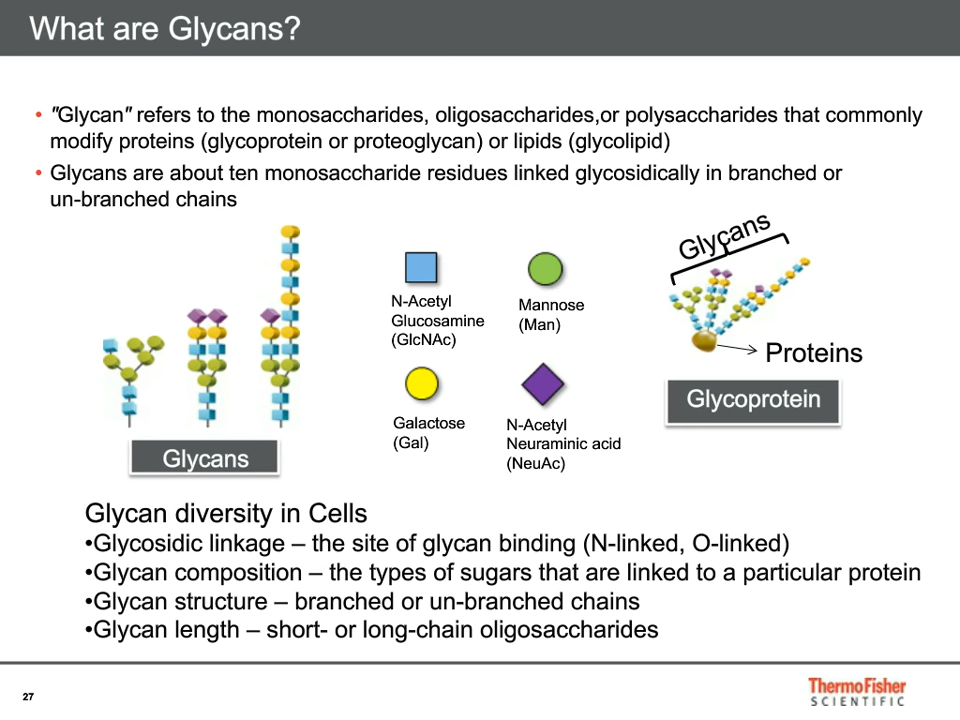 What are Glycans?
• "Glycan" refers to the monosaccharides, oligosaccharides,or polysaccharides that commonly
modify proteins (glycoprotein or proteoglycan) or lipids (glycolipid)
• Glycans are about ten monosaccharide residues linked glycosidically in branched or
un-branched chains
Glycans
N-Acetyl
Glucosamine
(GlcNAc)
Mannose
(Man)
Galactose
(Gal)
N-Acetyl
Neuraminic acid
(NeuAc)
Glycans
Proteins
Glycoprotein
Glycan diversity in Cells
•Glycosidic linkage – the site of glycan binding (N-linked, O-linked)
•Glycan composition – the types of sugars that are linked to a particular protein
•Glycan structure – branched or un-branched chains
•Glycan length – short- or long-chain oligosaccharides
27
ThermoFisher
SCIENTIFIC